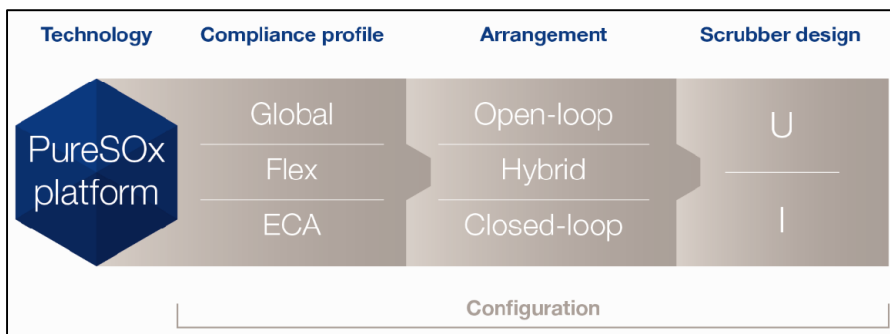 Technology Compliance profile Arrangement Scrubber design
PureSOx
platform
Global
Flex
ECA
Open-loop
Hybrid
Closed-loop
U
I
Configuration